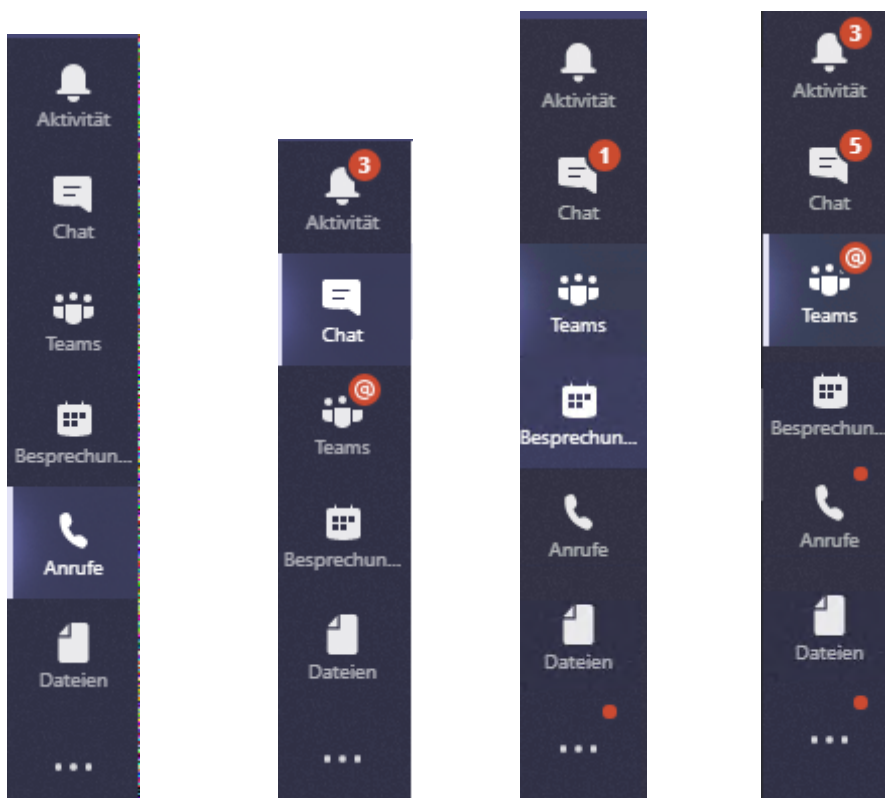 Aktivität
Chat
Teams
Besprechun...
Anrufe
Dateien
...
3
Aktivität
Chat
@
Teams
Besprechun...
Dateien
...
Aktivität
1
Chat
Teams
Besprechun...
Anrufe
Dateien
...
3
Aktivität
5
Chat
@
Teams
Besprechun...
Anrufe
Dateien
...